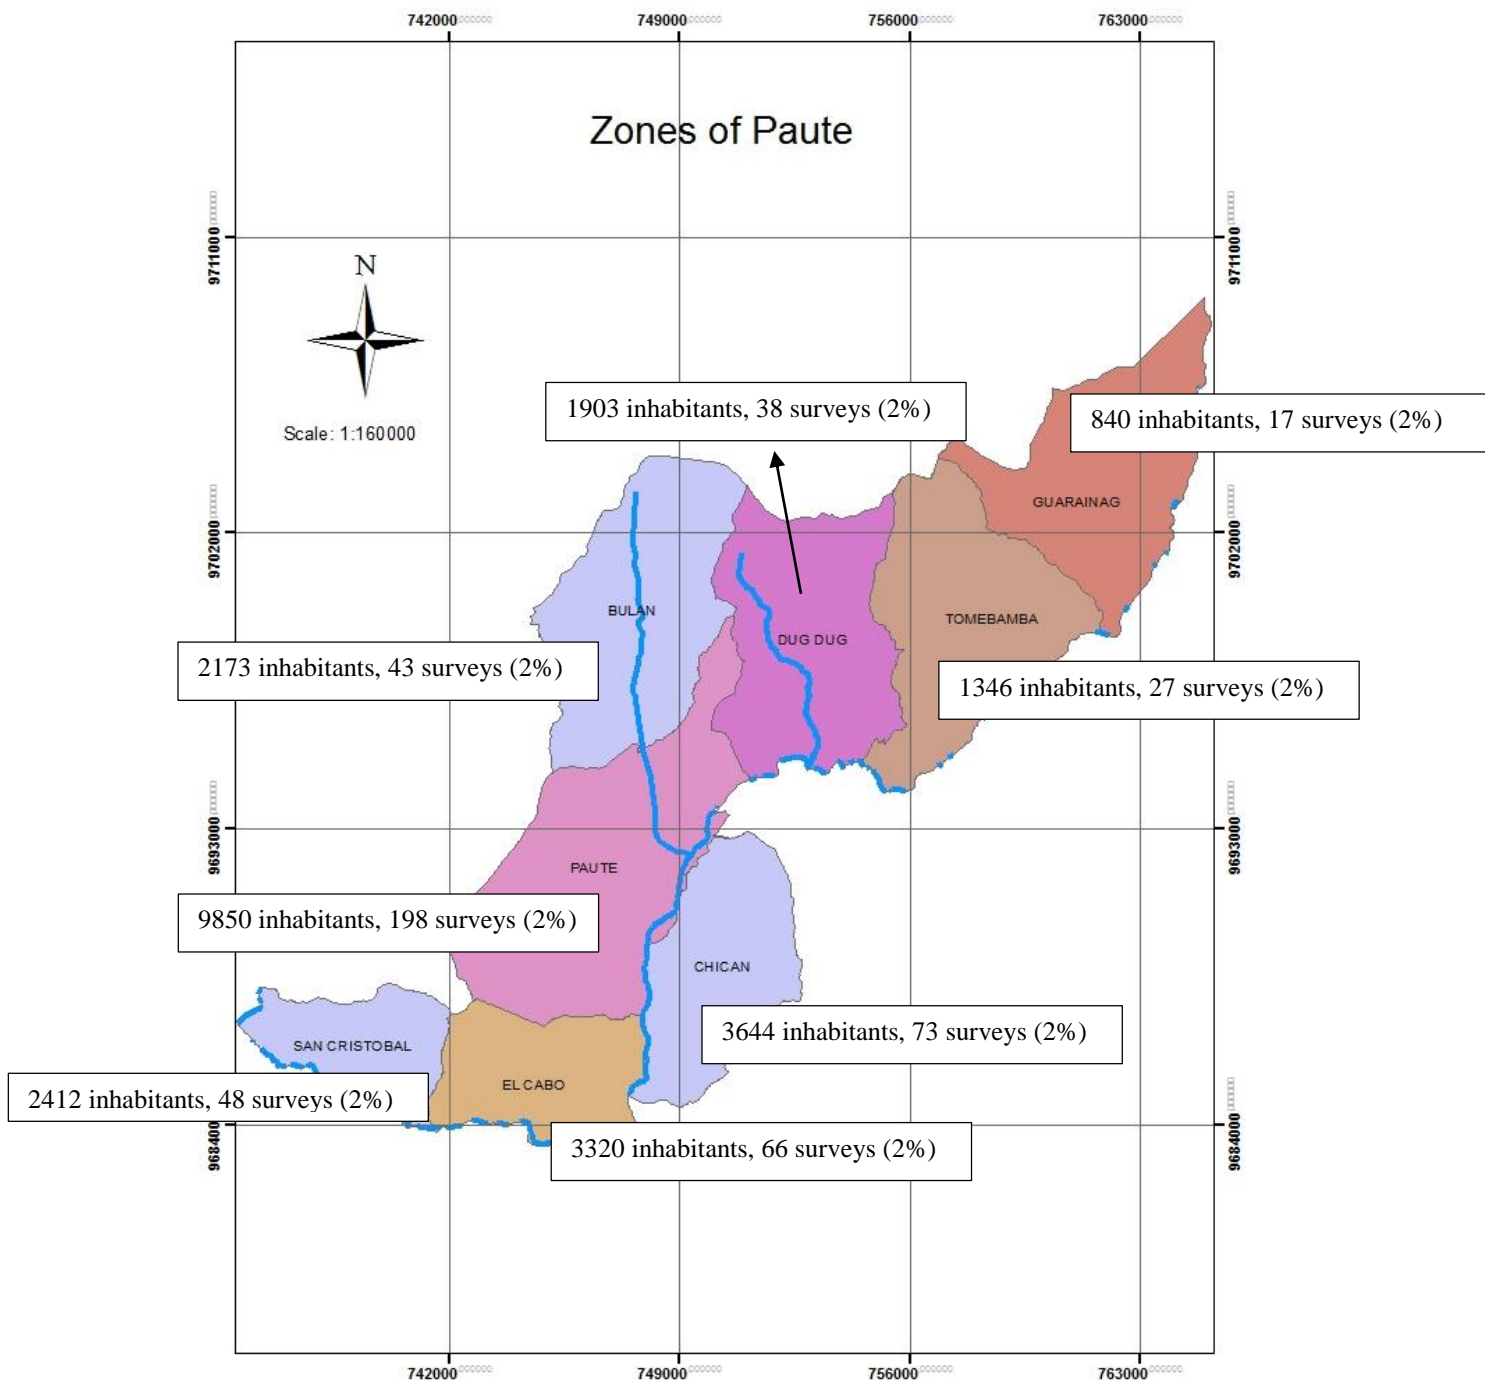 742000 749000 756000 763000
Zones of Paute
9711000 9711000
N
Scale: 1:160000
1903 inhabitants, 38 surveys (2%)
840 inhabitants, 17 surveys (2%)
GUARAINAG
9702000 9702000
BULAN
DUG DUG
TOMEBAMBA
2173 inhabitants, 43 surveys (2%)
1346 inhabitants, 27 surveys (2%)
9693000 9693000
PAUTE
9850 inhabitants, 198 surveys (2%)
CHICAN
3644 inhabitants, 73 surveys (2%)
SAN CRISTOBAL
EL CABO
2412 inhabitants, 48 surveys (2%)
3320 inhabitants, 66 surveys (2%)
968400 9684000
742000 749000 756000 763000